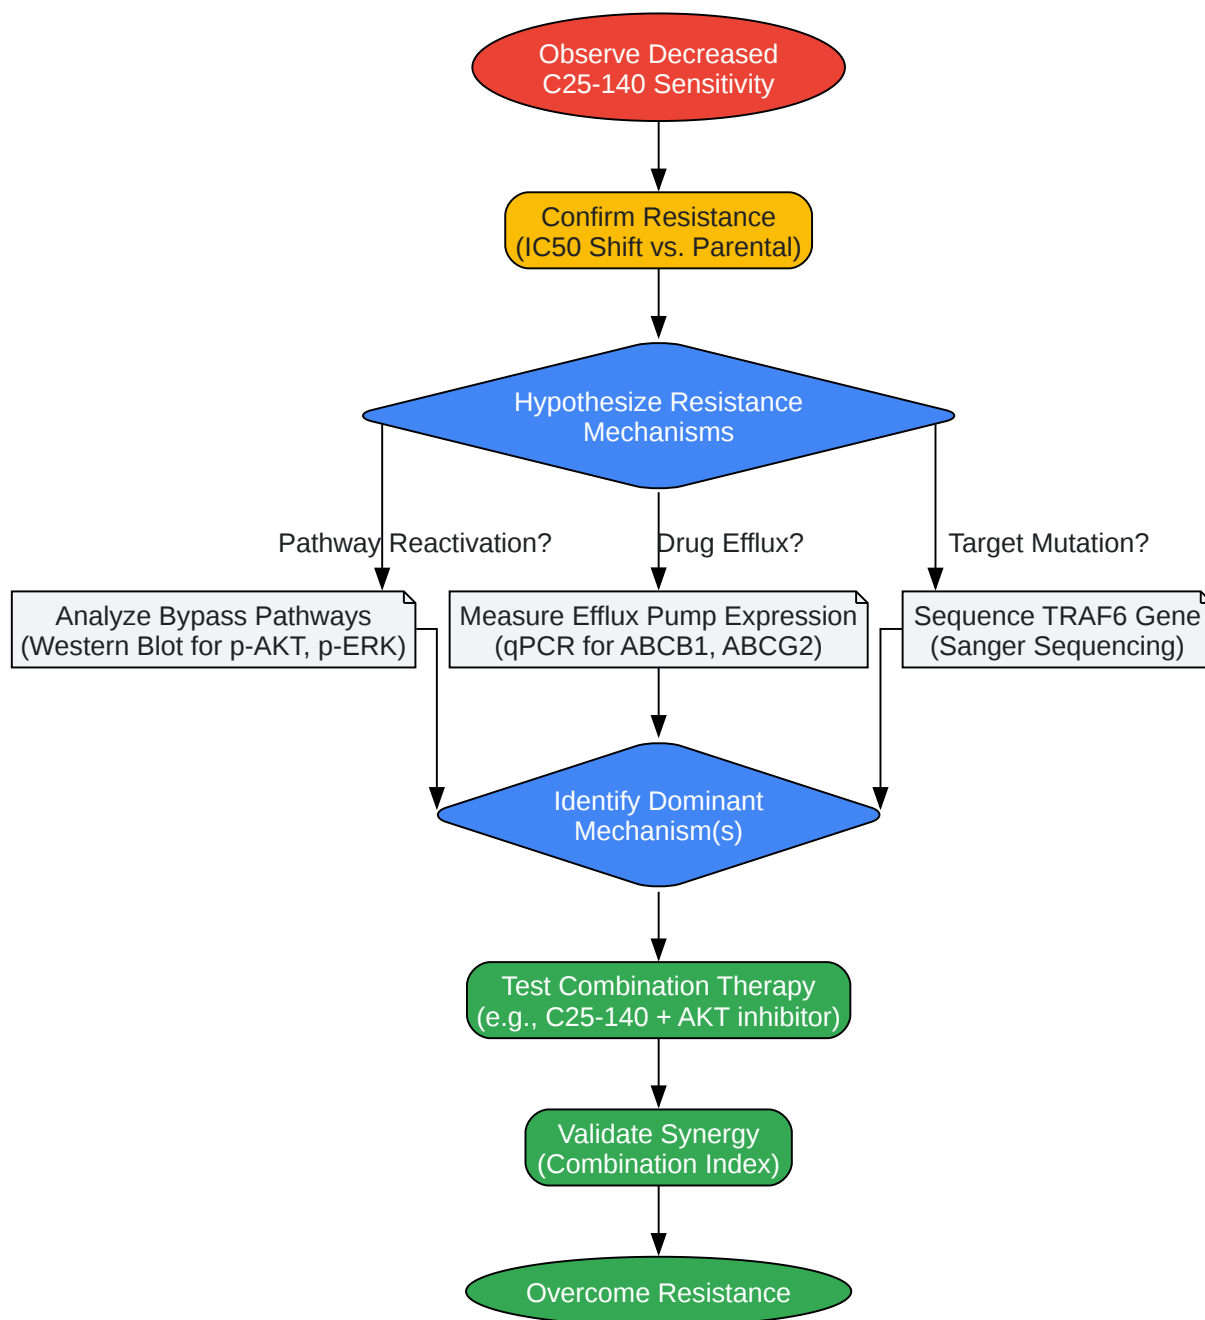 Observe Decreased
C25-140 Sensitivity
Confirm Resistance
(IC50 Shift vs. Parental)
Hypothesize Resistance
Mechanisms
Pathway Reactivation?
Drug Efflux?
Target Mutation?
Analyze Bypass Pathways
(Western Blot for p-AKT, p-ERK)
Measure Efflux Pump Expression
(qPCR for ABCB1, ABCG2)
Sequence TRAF6 Gene
(Sanger Sequencing)
Identify Dominant
Mechanism(s)
Test Combination Therapy
(e.g., C25-140 + AKT inhibitor)
Validate Synergy
(Combination Index)
Overcome Resistance